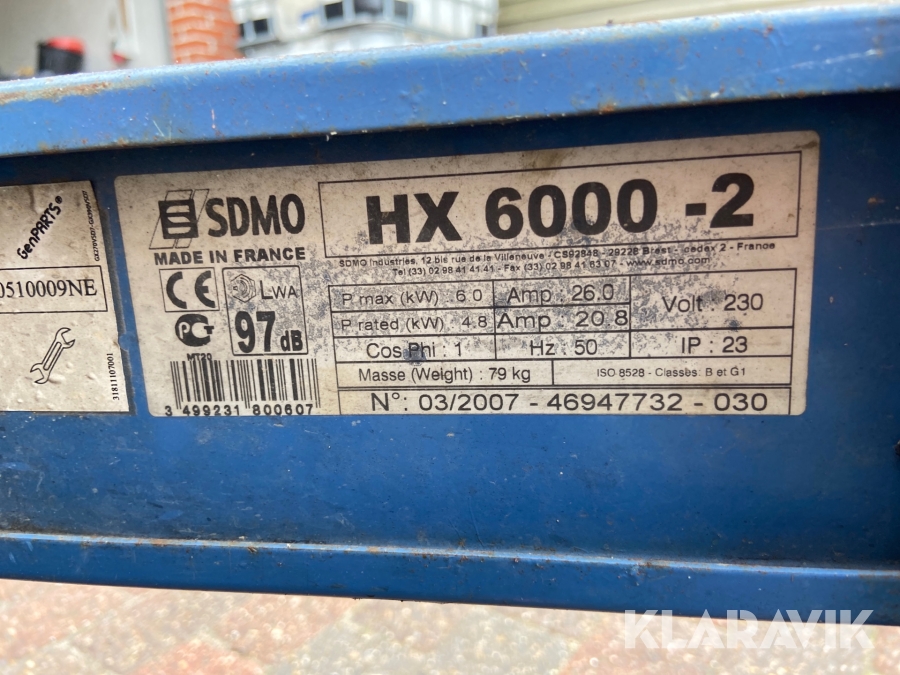 SDMO
MADE IN FRANCE
HX 6000 -2
SDMO Industries, 12 bis rue de la Villeneuve - CS92848 - 29228 Brest - cedex 2 - France
Tel (33) 02 98 41 41 41 - Fax (33) 02 98 41 63 07 - www.sdmo.com
CE
LWA
97 dB
MT20
3 499231 800607
P max (kW) : 6.0
Amp : 26.0
Volt : 230
P rated (kW) : 4.8
Amp : 20.8
Cos Phi : 1
Hz : 50
IP : 23
Masse (Weight) : 79 kg
ISO 8528 - Classes: B et G1
N°: 03/2007 - 46947732 - 030
GenPARTS®
0510009NE
31811107001
KLARAVIK